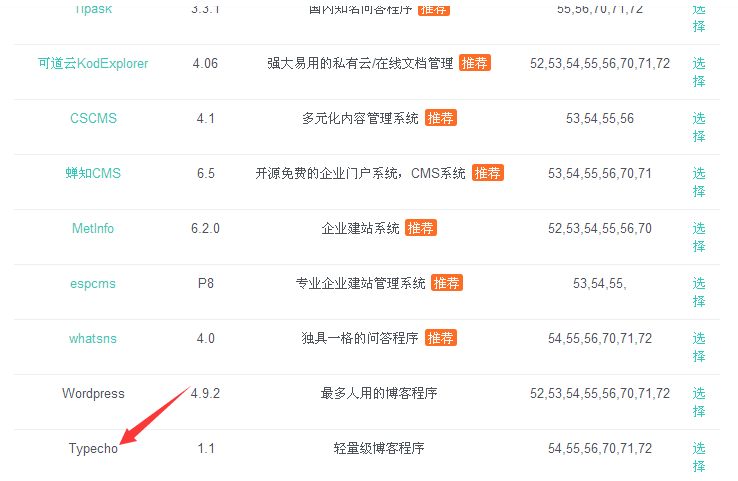 Tipask 3.3.1 国内知名问答程序 推荐 55,56,70,71,72 选择
可道云KodExplorer 4.06 强大易用的私有云/在线文档管理 推荐 52,53,54,55,56,70,71,72 选择
CSCMS 4.1 多元化内容管理系统 推荐 53,54,55,56 选择
蝉知CMS 6.5 开源免费的企业门户系统，CMS系统 推荐 53,54,55,56,70,71 选择
MetInfo 6.2.0 企业建站系统 推荐 52,53,54,55,56,70 选择
espcms P8 专业企业建站管理系统 推荐 53,54,55, 选择
whatsns 4.0 独具一格的问答程序 推荐 54,55,56,70,71,72 选择
Wordpress 4.9.2 最多人用的博客程序 52,53,54,55,56,70,71,72 选择
Typecho 1.1 轻量级博客程序 54,55,56,70,71,72 选择